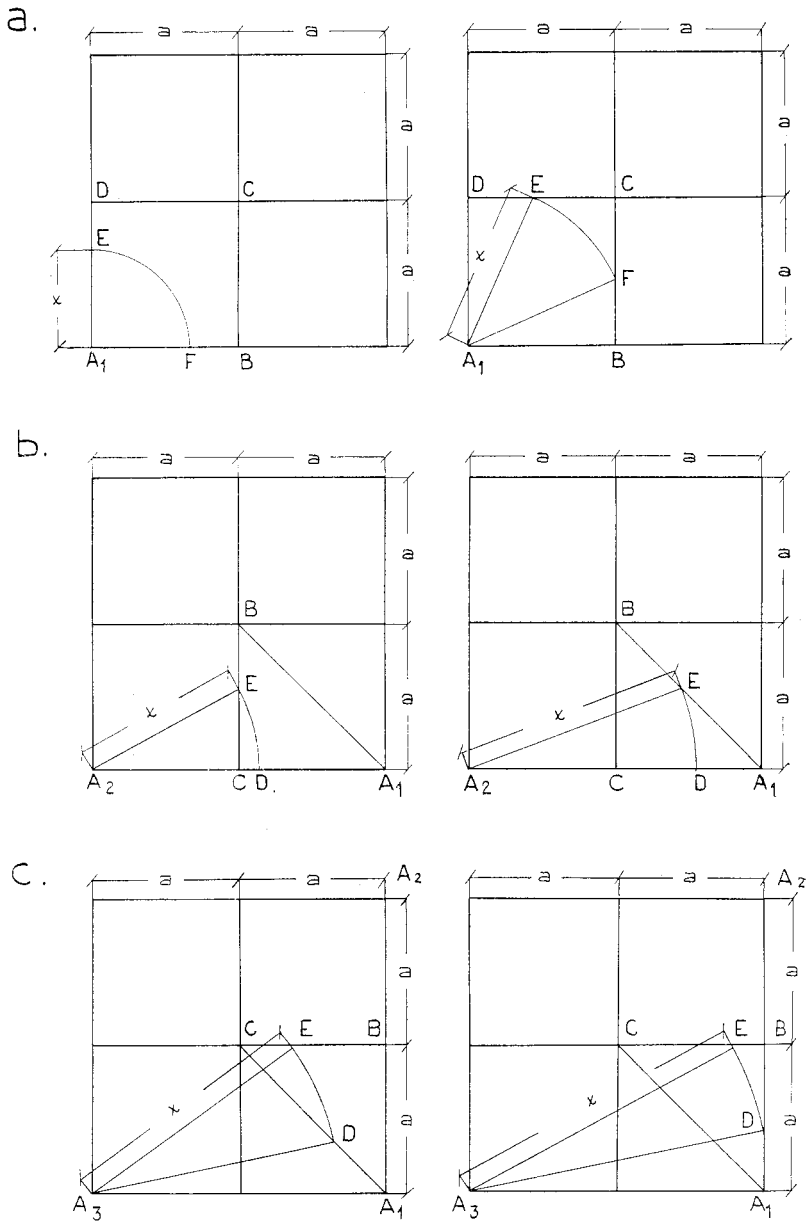 a.
a a a a
a a
D C D E C
E
x x
F
a a
A1 F B A1 B
b.
a a a a
a a
B B
E E
x x
a a
A2 C D. A1 A2 C D A1
C.
a a A2 a a A2
a a
C E B C E B
x x
D D
a a
A3 A1 A3 A1